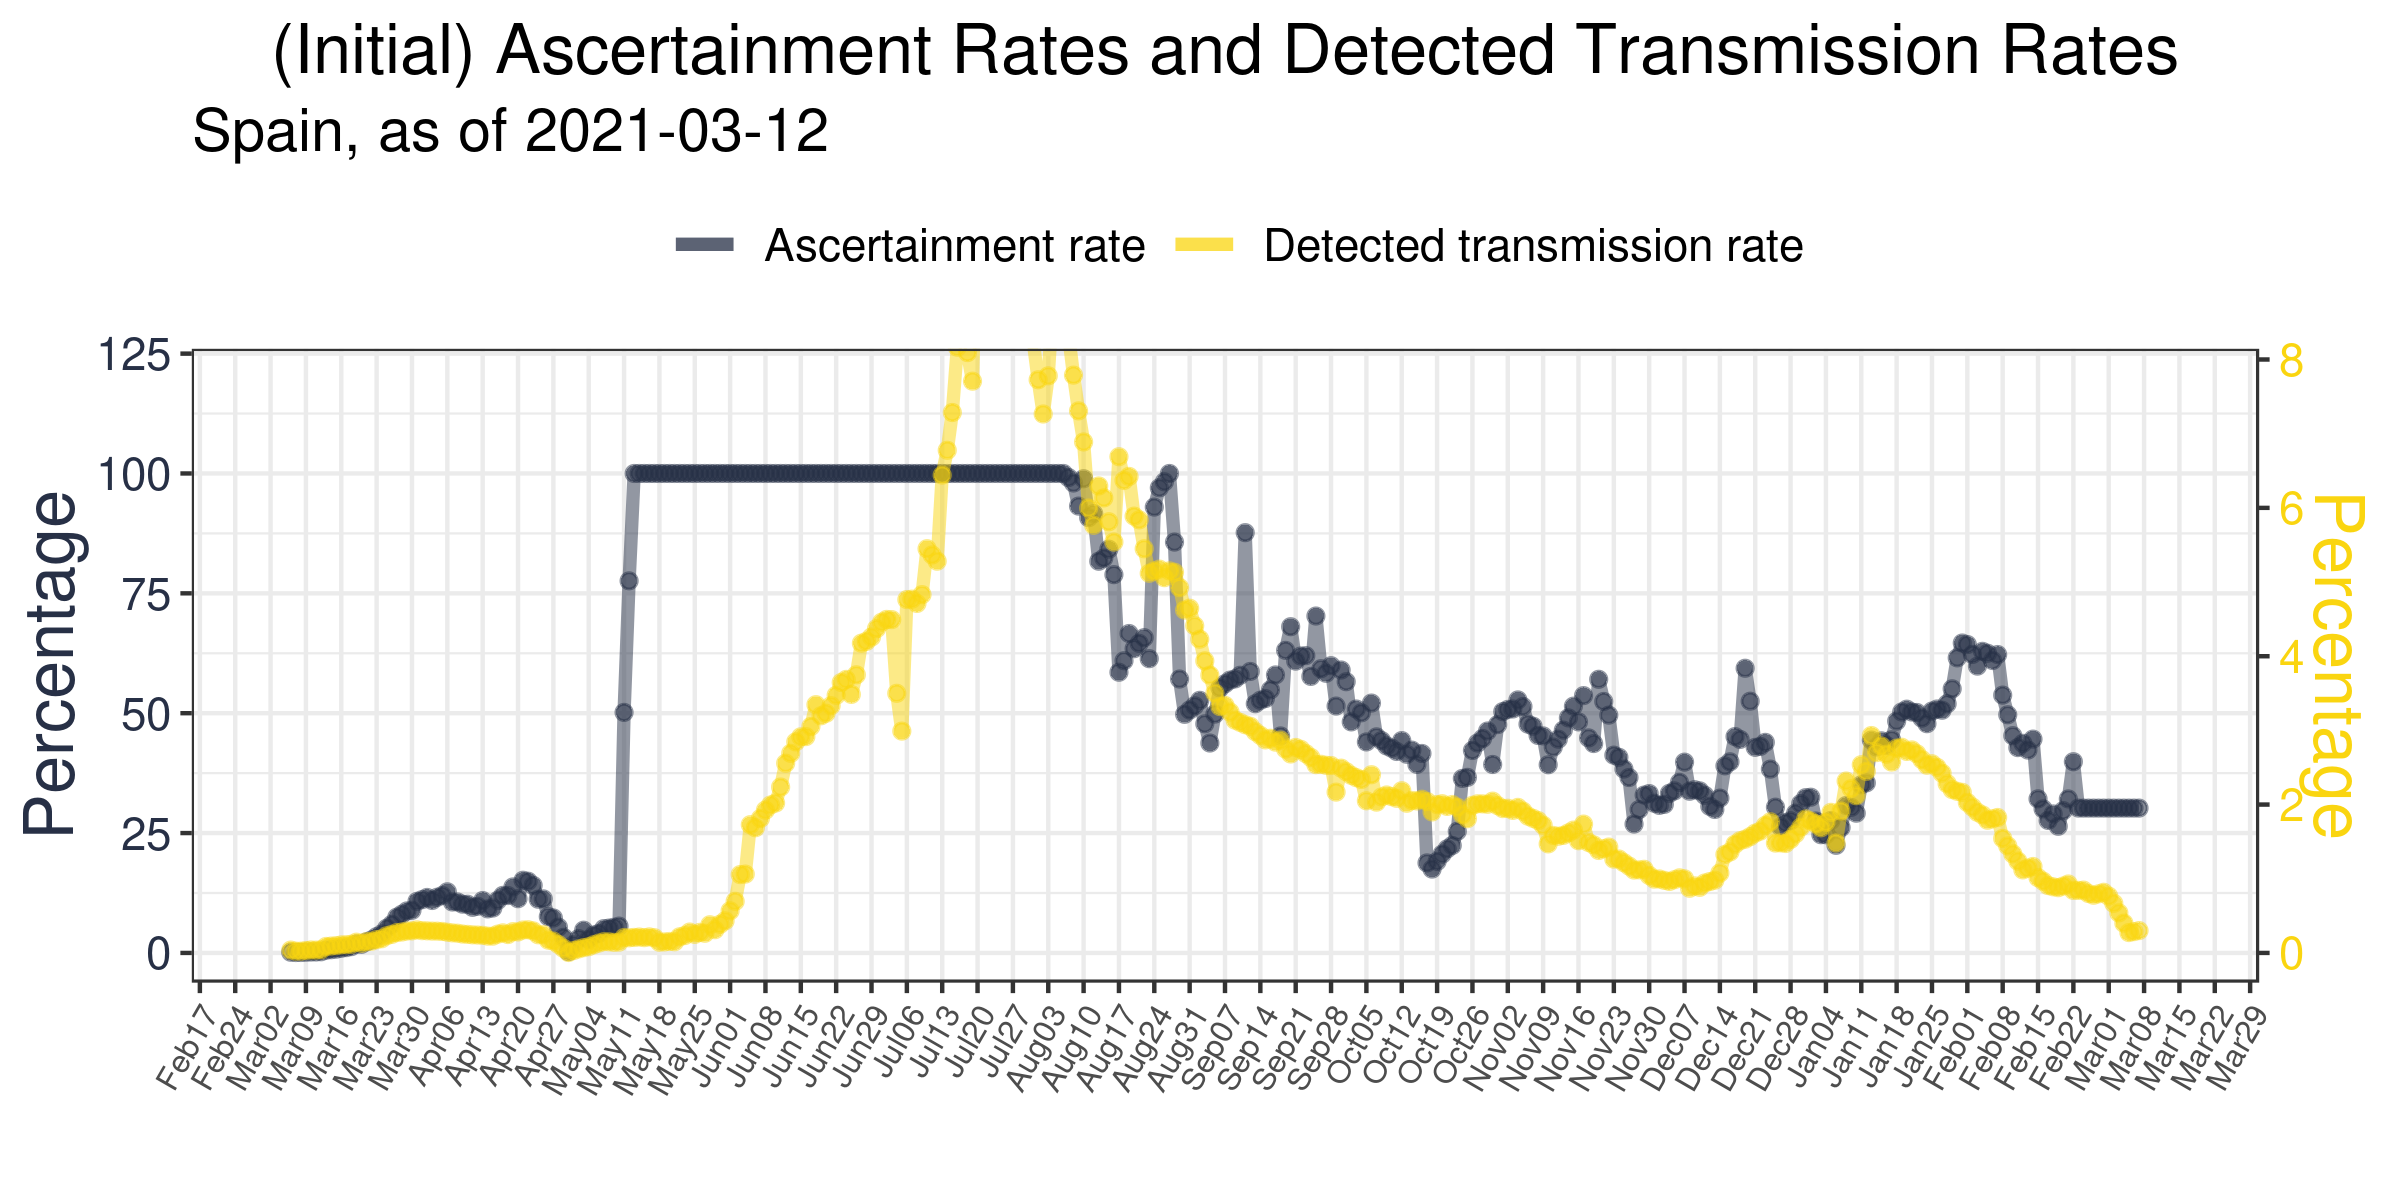 (Initial) Ascertainment Rates and Detected Transmission Rates
Spain, as of 2021-03-12
Ascertainment rate
Detected transmission rate
Percentage
125
100
75
50
25
0
8
6
4
2
0
Percentage
Feb17
Feb24
Mar02
Mar09
Mar16
Mar23
Mar30
Apr06
Apr13
Apr20
Apr27
May04
May11
May18
May25
Jun01
Jun08
Jun15
Jun22
Jun29
Jul06
Jul13
Jul20
Jul27
Aug03
Aug10
Aug17
Aug24
Aug31
Sep07
Sep14
Sep21
Sep28
Oct05
Oct12
Oct19
Oct26
Nov02
Nov09
Nov16
Nov23
Nov30
Dec07
Dec14
Dec21
Dec28
Jan04
Jan11
Jan18
Jan25
Feb01
Feb08
Feb15
Feb22
Mar01
Mar08
Mar15
Mar22
Mar29